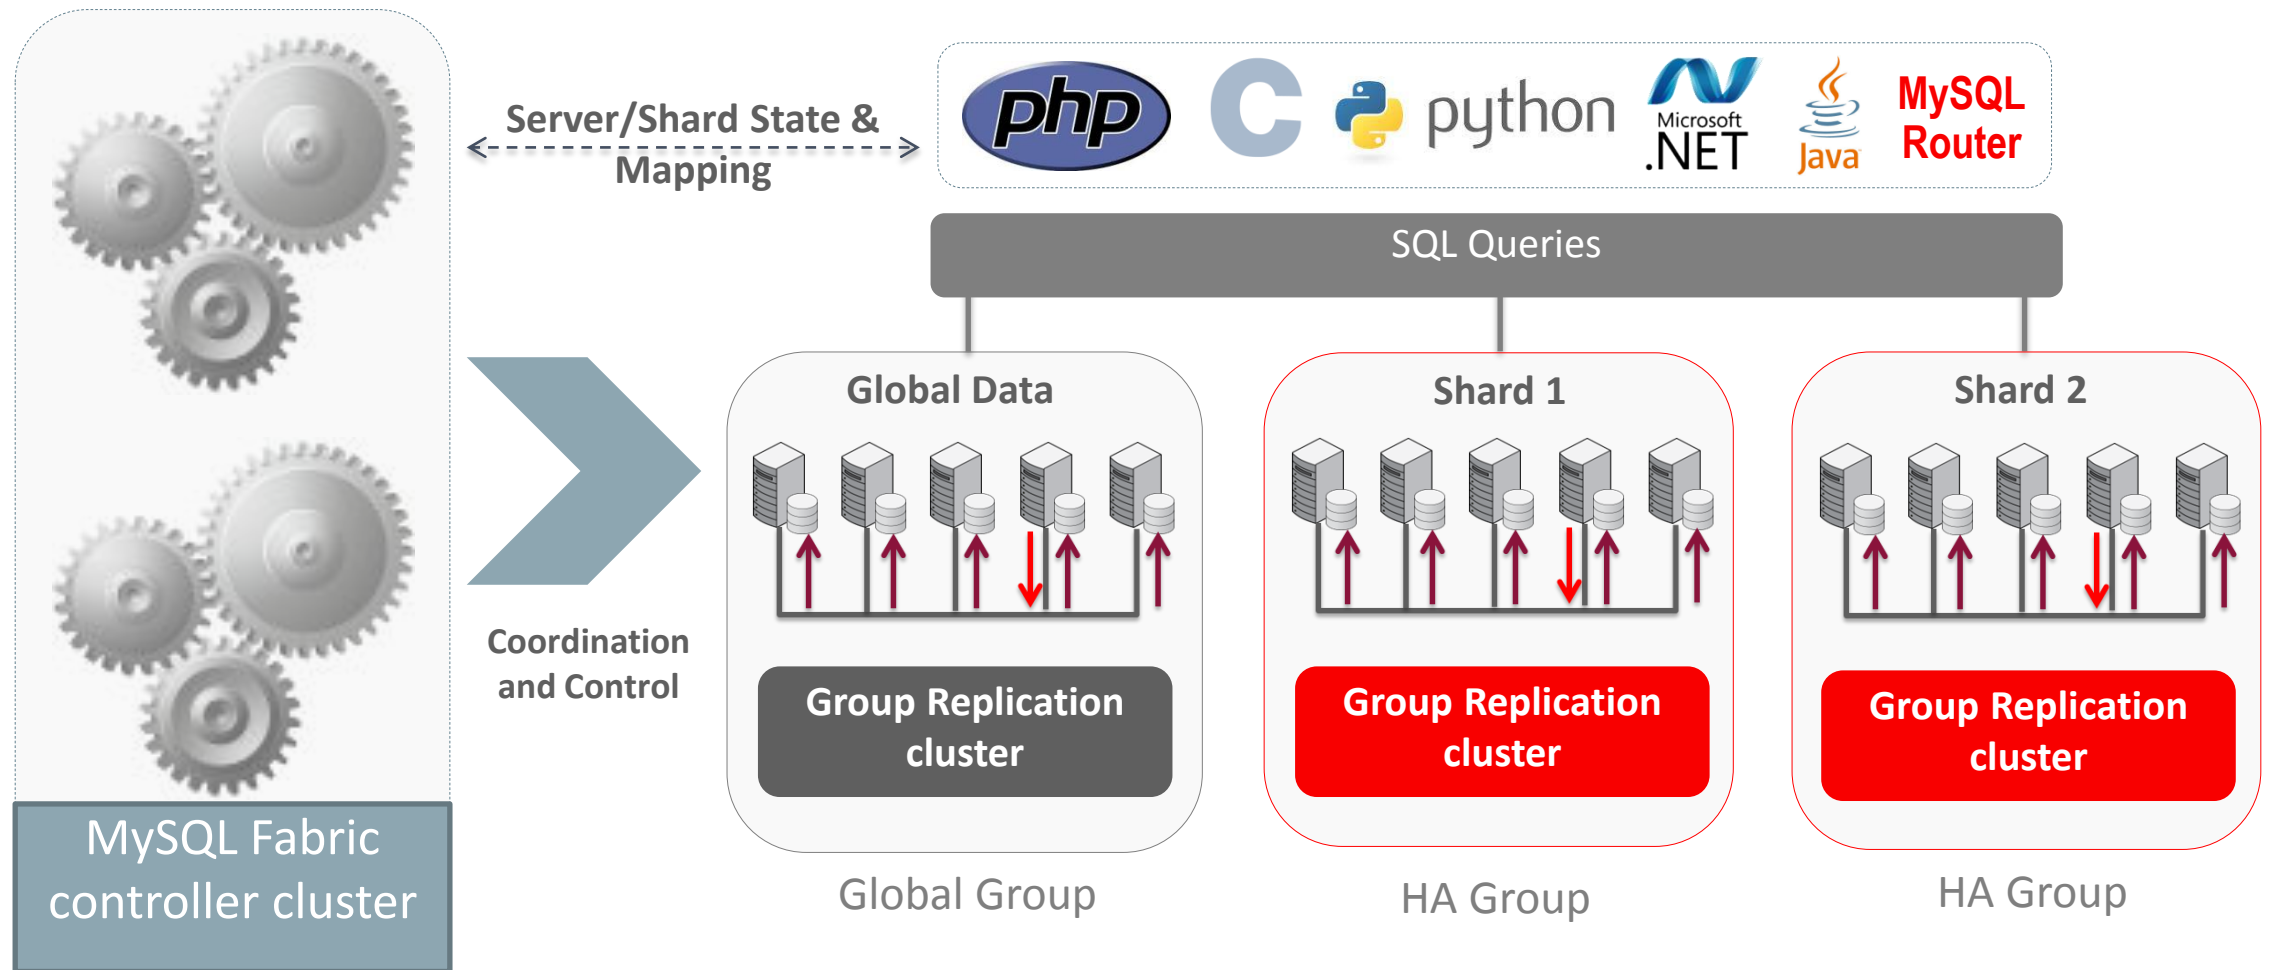 Server/Shard State &
Mapping
php
C
python
Microsoft
.NET
Java
MySQL
Router
SQL Queries
Global Data
Shard 1
Shard 2
Coordination
and Control
Group Replication
cluster
Group Replication
cluster
Group Replication
cluster
MySQL Fabric
controller cluster
Global Group
HA Group
HA Group